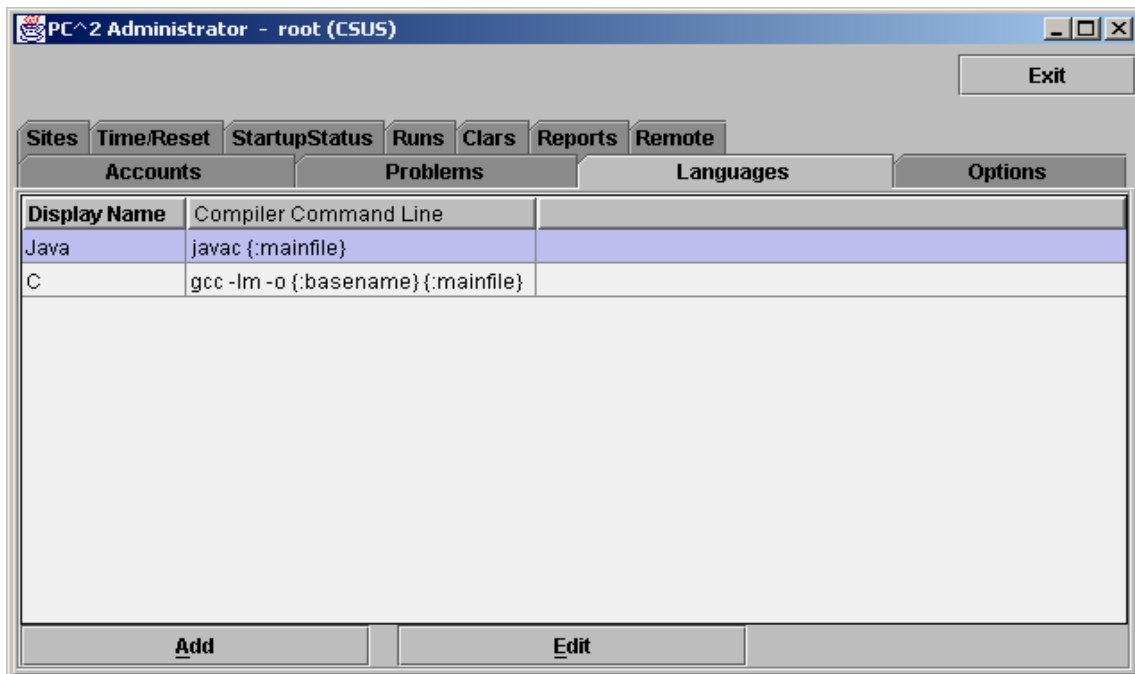 PC^2 Administrator - root (CSUS)
Exit
Sites Time/Reset StartupStatus Runs Clars Reports Remote
Accounts Problems Languages Options
Display Name Compiler Command Line
Java javac {:mainfile}
C gcc -lm -o {:basename} {:mainfile}
Add Edit